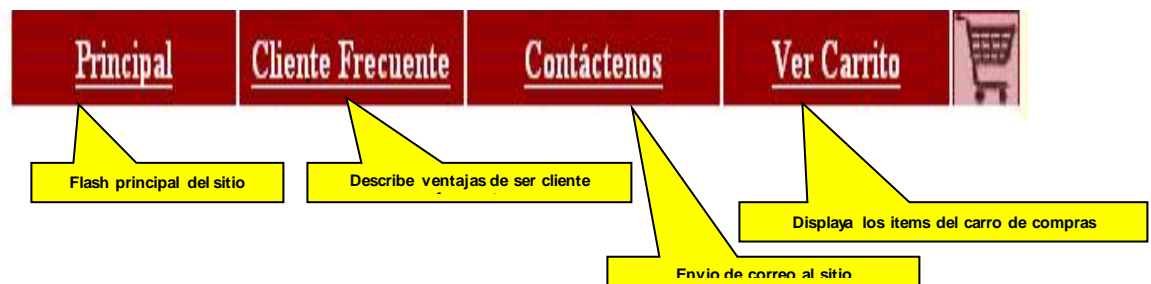 Principal
Cliente Frecuente
Contáctenos
Ver Carrito
Flash principal del sitio
Describe ventajas de ser cliente
Displaya los items del carro de compras
Envio de correo al sitio